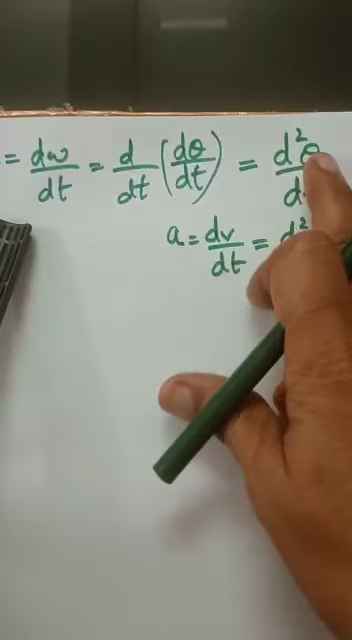 = dω/dt = d/dt (dθ/dt) = d²θ/d
a = dv/dt = d²